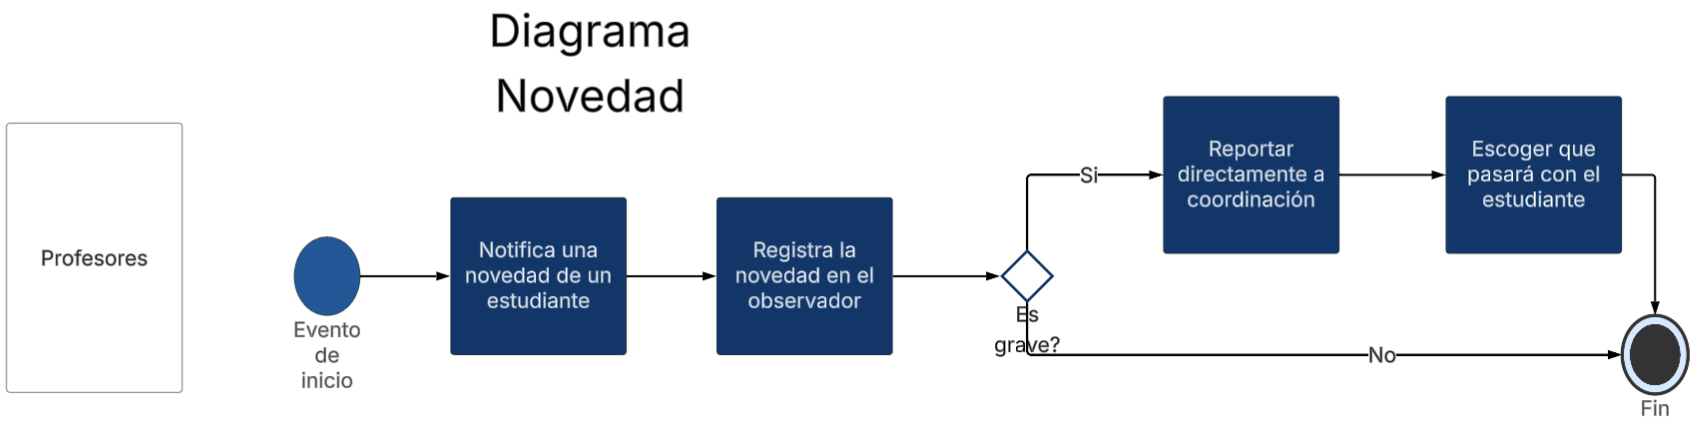 Diagrama
Novedad
Profesores
Evento
de
inicio
Notifica una
novedad de un
estudiante
Registra la
novedad en el
observador
Es
grave?
Si
Reportar
directamente a
coordinación
Escoger que
pasará con el
estudiante
No
Fin